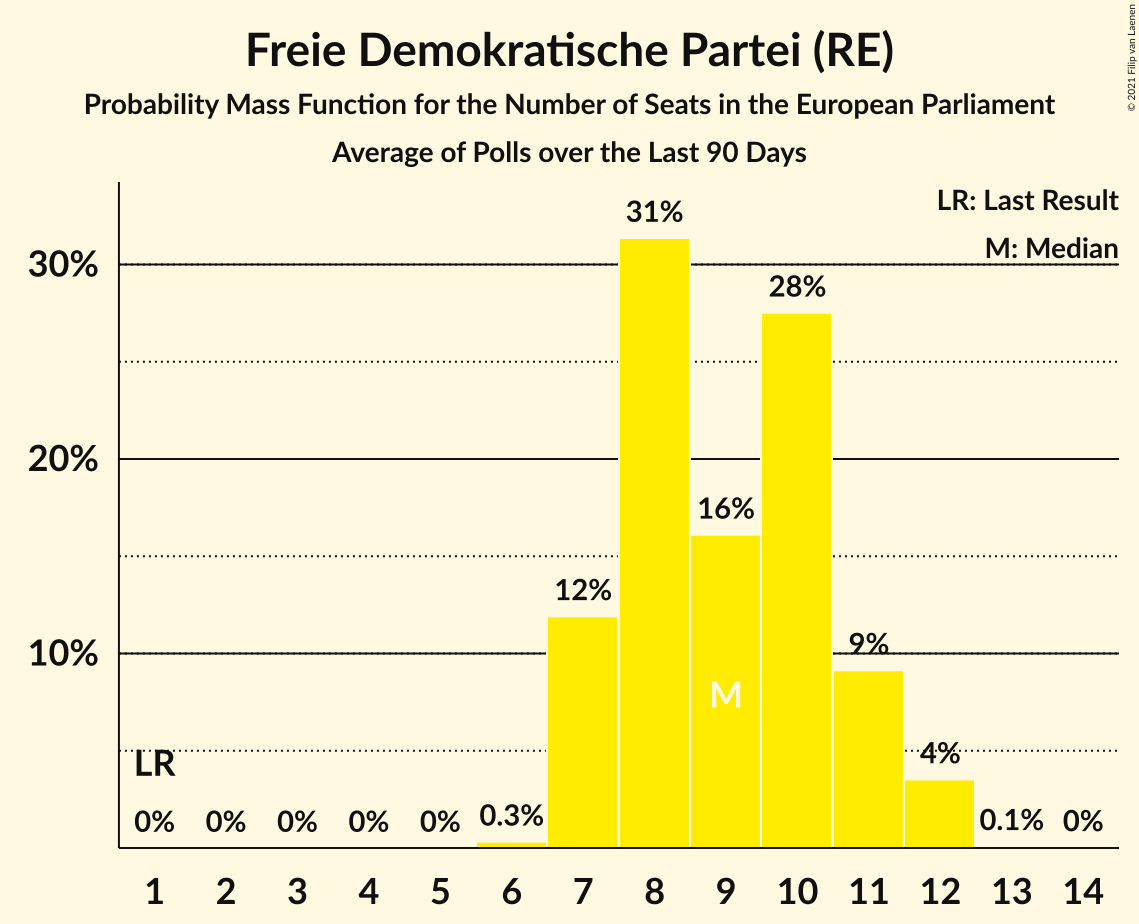 Freie Demokratische Partei (RE)
Probability Mass Function for the Number of Seats in the European Parliament
Average of Polls over the Last 90 Days
© 2021 Filip van Laenen
LR: Last Result
M: Median
30%
20%
10%
31%
28%
16%
12%
9%
M
4%
LR
0% 0% 0% 0% 0% 0.3% 0.1% 0%
1 2 3 4 5 6 7 8 9 10 11 12 13 14